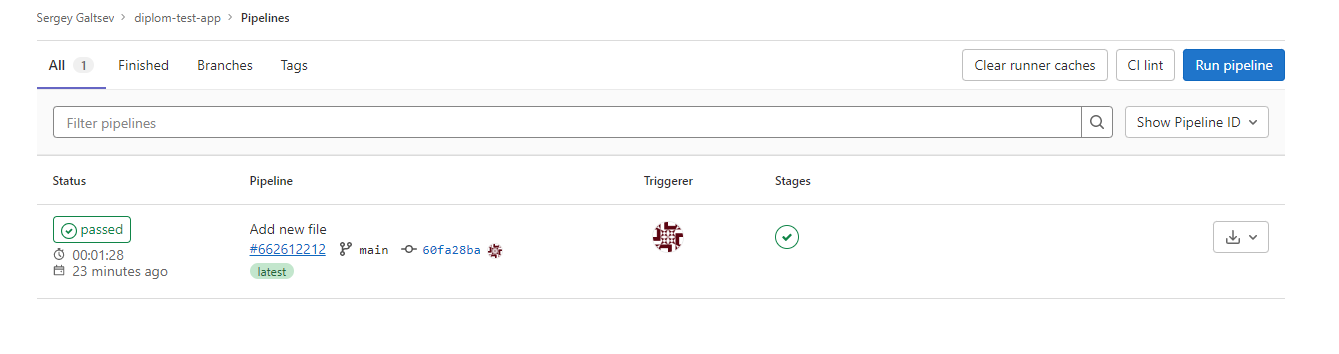 Sergey Galtsev > diplom-test-app > Pipelines
All 1 Finished Branches Tags Clear runner caches CI lint Run pipeline
Filter pipelines Show Pipeline ID
Status Pipeline Triggerer Stages
passed Add new file
00:01:28 #662612212 main 60fa28ba
23 minutes ago latest